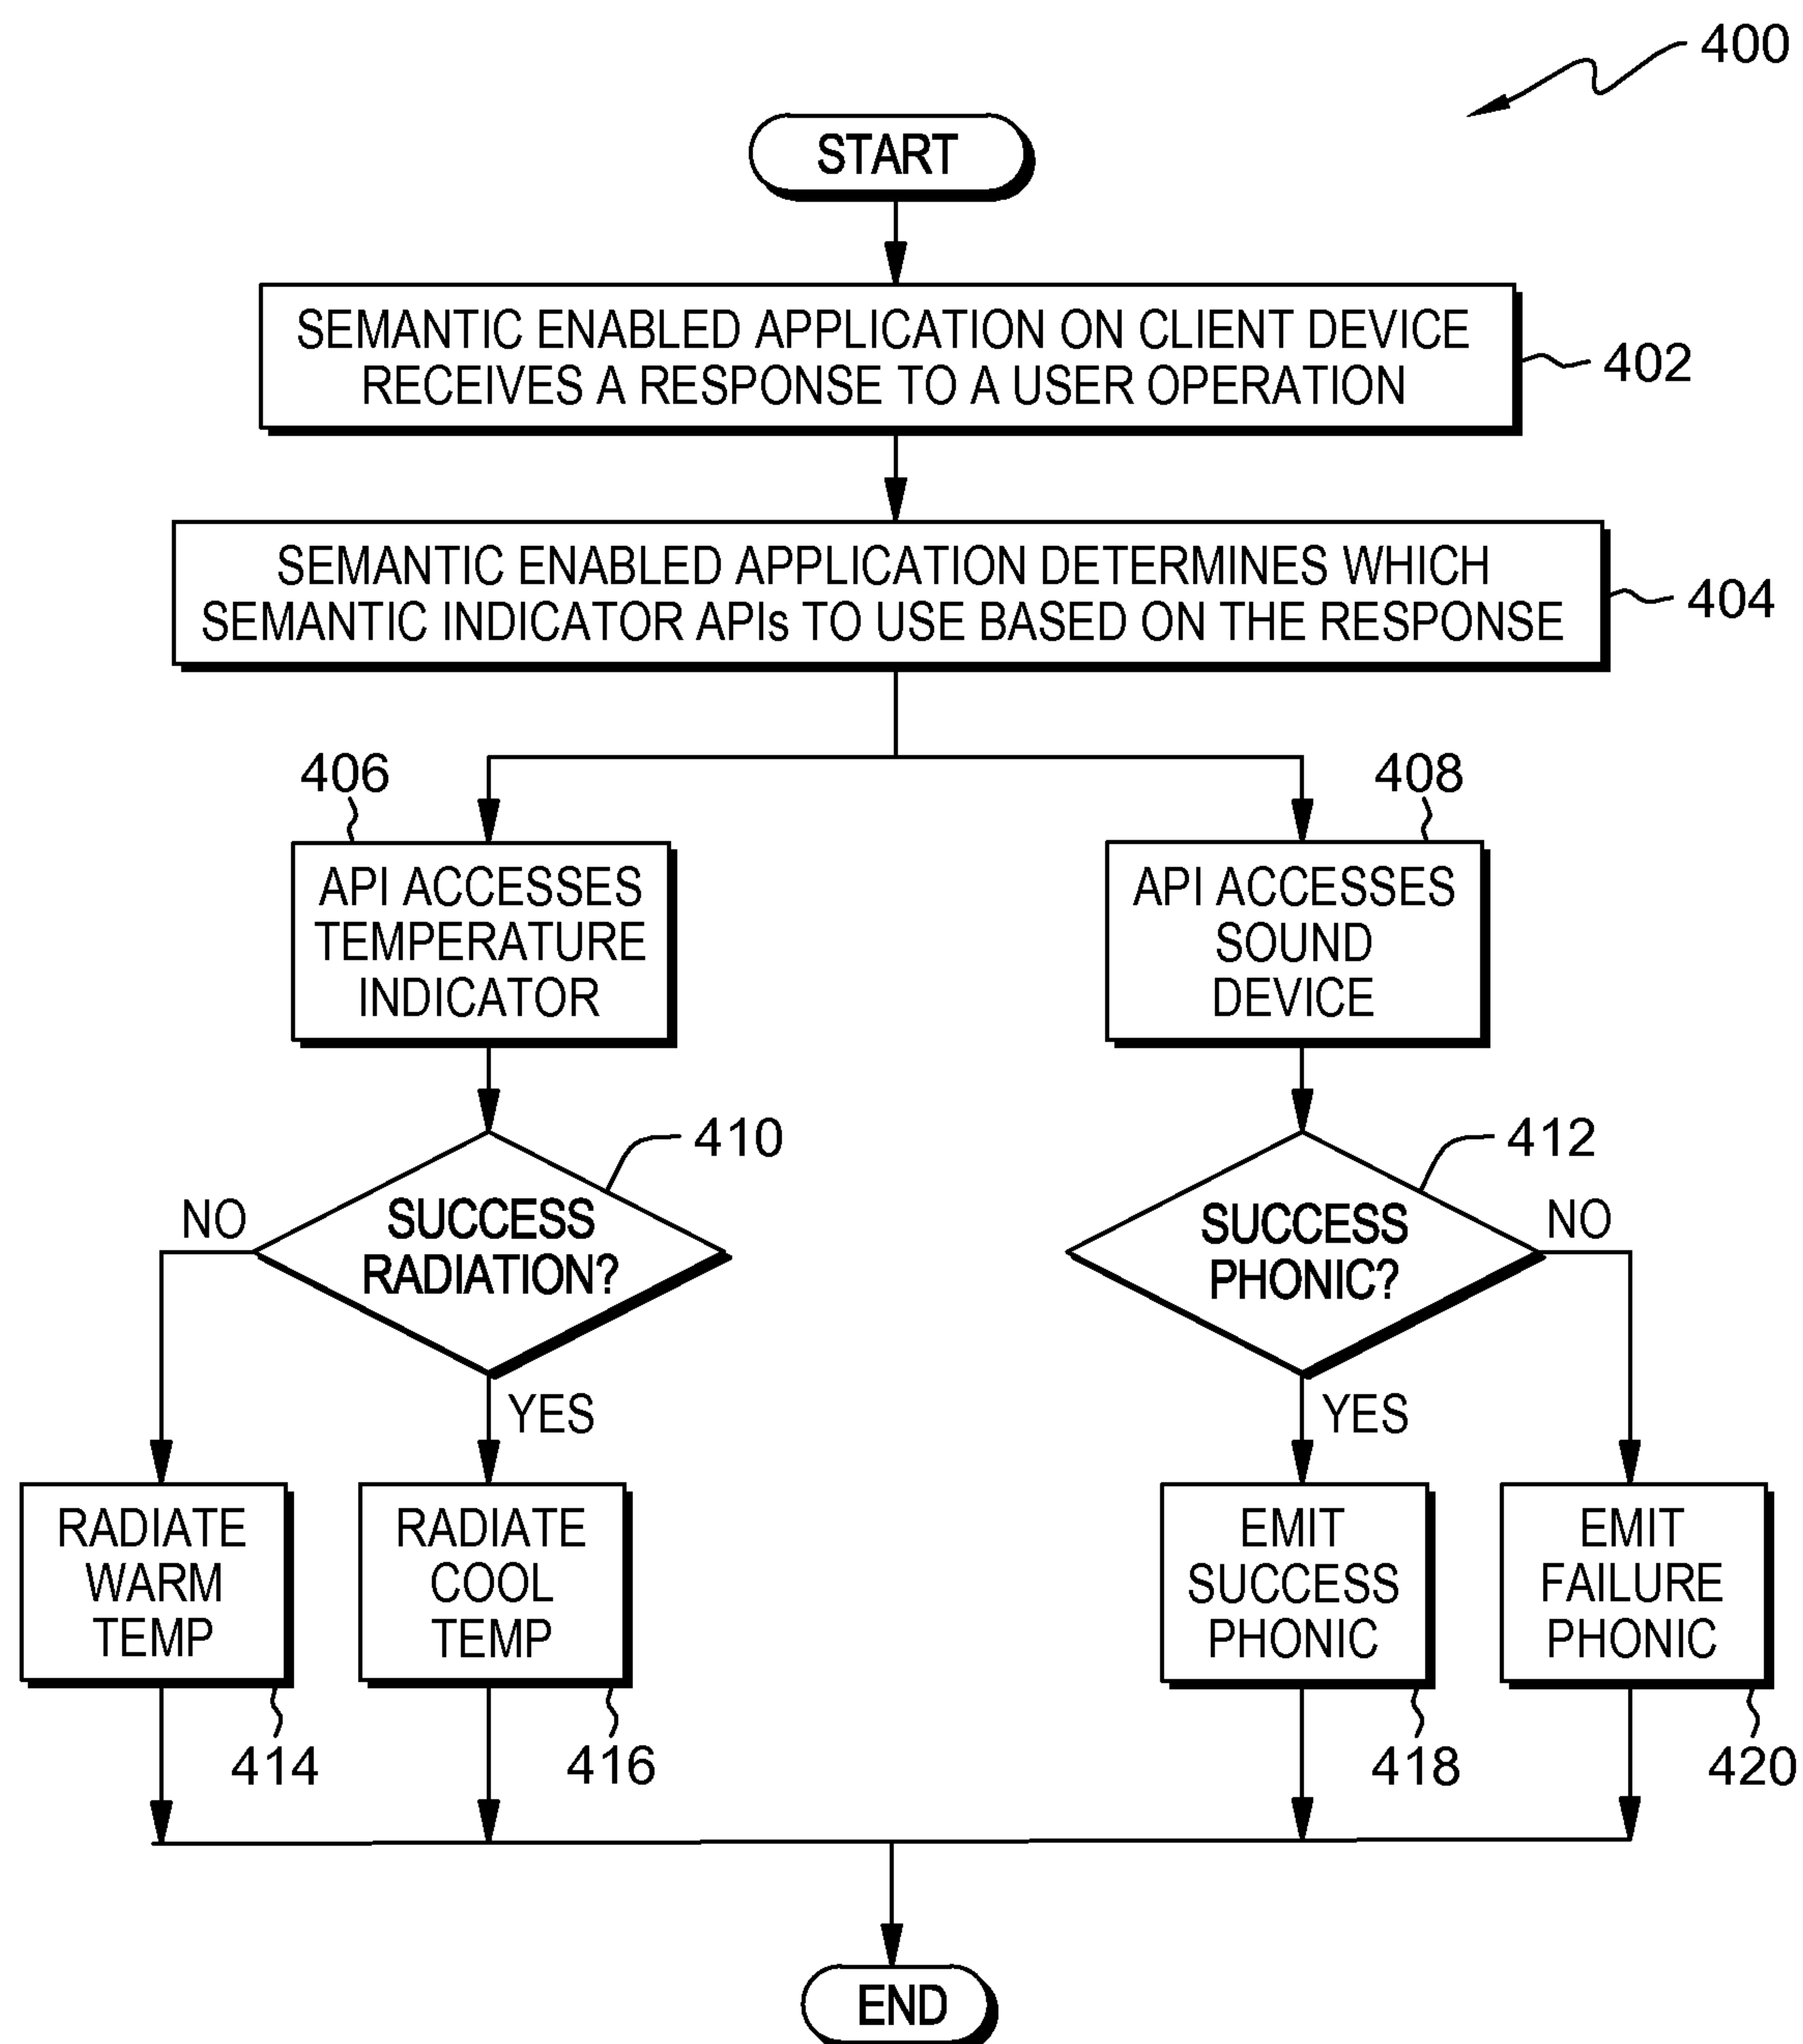 400
START
SEMANTIC ENABLED APPLICATION ON CLIENT DEVICE
RECEIVES A RESPONSE TO A USER OPERATION
402
SEMANTIC ENABLED APPLICATION DETERMINES WHICH
SEMANTIC INDICATOR APIs TO USE BASED ON THE RESPONSE
404
406
API ACCESSES
TEMPERATURE
INDICATOR
408
API ACCESSES
SOUND
DEVICE
410
SUCCESS
RADIATION?
NO
YES
412
SUCCESS
PHONIC?
NO
YES
RADIATE
WARM
TEMP
414
RADIATE
COOL
TEMP
416
EMIT
SUCCESS
PHONIC
418
EMIT
FAILURE
PHONIC
420
END